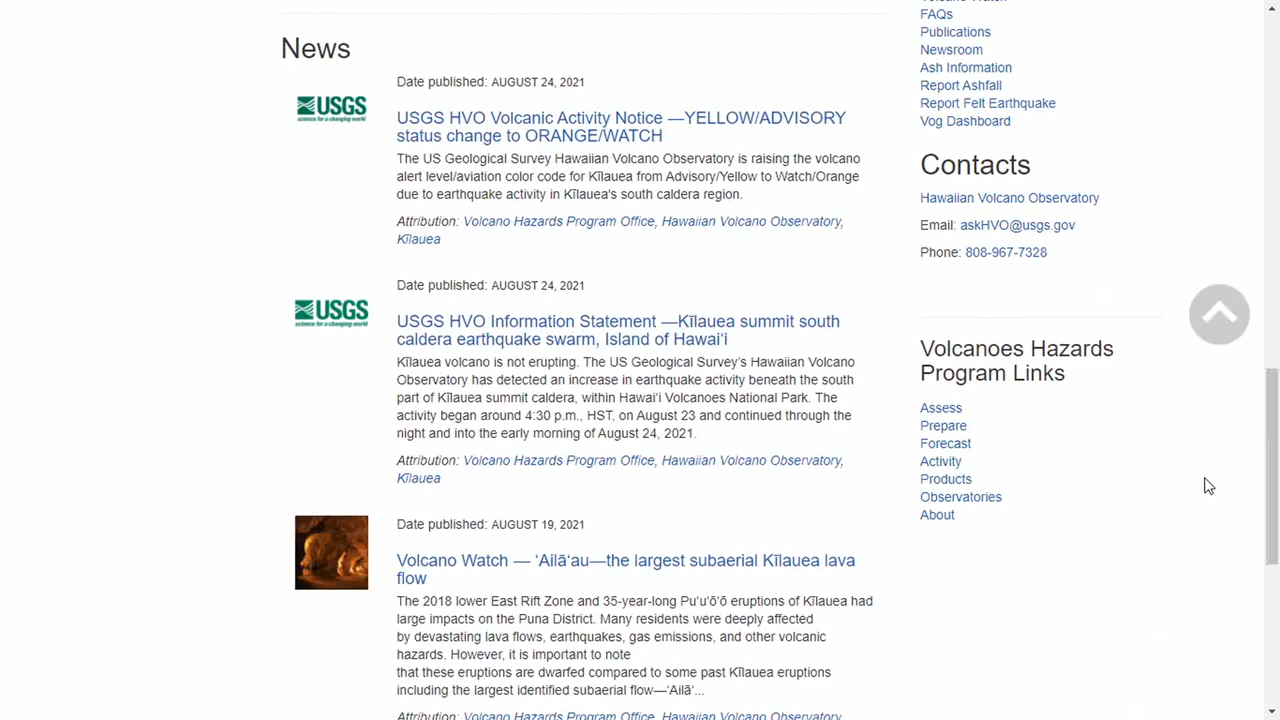 News
Date published: AUGUST 24, 2021
USGS
science for a changing world
USGS HVO Volcanic Activity Notice —YELLOW/ADVISORY
status change to ORANGE/WATCH
The US Geological Survey Hawaiian Volcano Observatory is raising the volcano
alert level/aviation color code for Kīlauea from Advisory/Yellow to Watch/Orange
due to earthquake activity in Kīlauea's south caldera region.
Attribution: Volcano Hazards Program Office, Hawaiian Volcano Observatory,
Kīlauea
Date published: AUGUST 24, 2021
USGS
science for a changing world
USGS HVO Information Statement —Kīlauea summit south
caldera earthquake swarm, Island of Hawaiʻi
Kīlauea volcano is not erupting. The US Geological Survey’s Hawaiian Volcano
Observatory has detected an increase in earthquake activity beneath the south
part of Kīlauea summit caldera, within Hawaiʻi Volcanoes National Park. The
activity began around 4:30 p.m., HST, on August 23 and continued through the
night and into the early morning of August 24, 2021.
Attribution: Volcano Hazards Program Office, Hawaiian Volcano Observatory,
Kīlauea
Date published: AUGUST 19, 2021
Volcano Watch — ʻAilāʻau—the largest subaerial Kīlauea lava
flow
The 2018 lower East Rift Zone and 35-year-long Puʻuʻōʻō eruptions of Kīlauea had
large impacts on the Puna District. Many residents were deeply affected
by devastating lava flows, earthquakes, gas emissions, and other volcanic
hazards. However, it is important to note
that these eruptions are dwarfed compared to some past Kīlauea eruptions
including the largest identified subaerial flow—ʻAilāʻ...
Attribution: Volcano Hazards Program Office, Hawaiian Volcano Observatory,
FAQs
Publications
Newsroom
Ash Information
Report Ashfall
Report Felt Earthquake
Vog Dashboard
Contacts
Hawaiian Volcano Observatory
Email: askHVO@usgs.gov
Phone: 808-967-7328
Volcanoes Hazards
Program Links
Assess
Prepare
Forecast
Activity
Products
Observatories
About